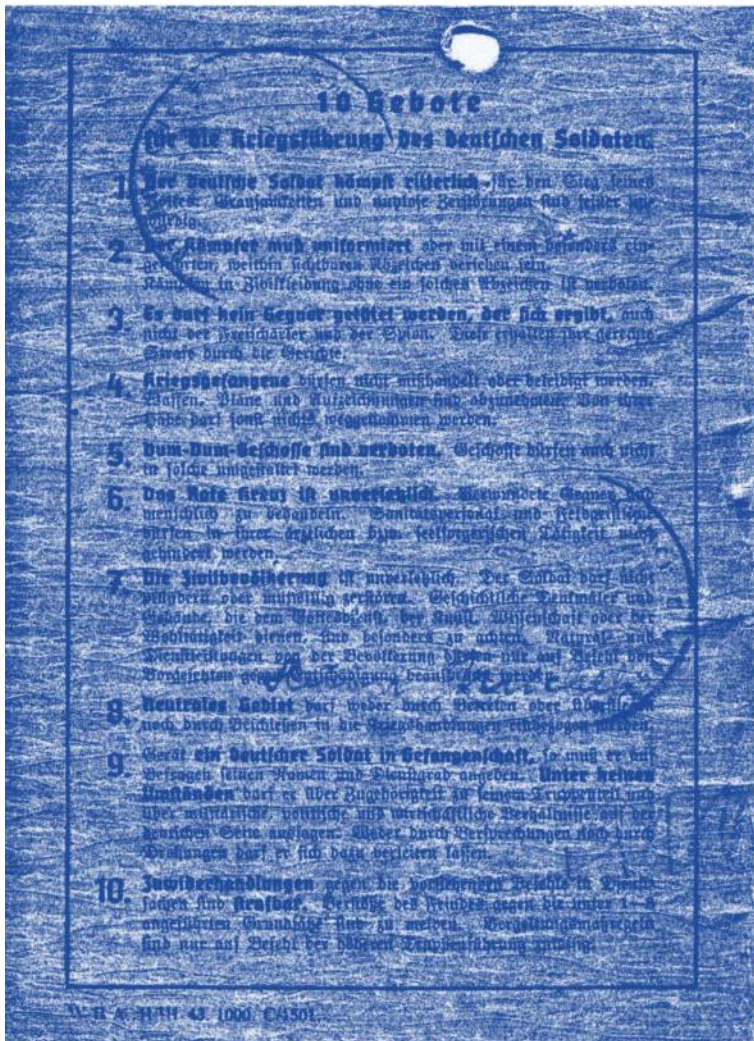 10 Gebote
für die Kriegsführung des deutschen Soldaten.
1. Der deutsche Soldat kämpft ritterlich für den Sieg seines
Volkes. Grausamkeiten und nutzlose Zerstörungen sind seiner un-
würdig.
2. Der Kämpfer muß uniformiert oder mit einem besonders ein-
geführten, weithin sichtbaren Abzeichen versehen sein.
Kämpfen in Zivilkleidung ohne ein solches Abzeichen ist verboten.
3. Es darf kein Gegner getötet werden, der sich ergibt, auch
nicht der Freischärler und der Spion. Diese erhalten ihre gerechte
Strafe durch die Gerichte.
4. Kriegsgefangene dürfen nicht mißhandelt oder beleidigt werden.
Waffen, Pläne und Aufzeichnungen sind abzunehmen. Von ihrer
Habe darf sonst nichts weggenommen werden.
5. Dum-Dum-Geschosse sind verboten. Geschosse dürfen auch nicht
in solche umgestaltet werden.
6. Das Rote Kreuz ist unverletzlich. Verwundete Gegner sind
menschlich zu behandeln. Sanitätspersonal und Feldgeistliche
dürfen in ihrer ärztlichen bzw. seelsorgerischen Tätigkeit nicht
gehindert werden.
7. Die Zivilbevölkerung ist unverletzlich. Der Soldat darf nicht
plündern oder mutwillig zerstören. Geschichtliche Denkmäler und
Gebäude, die dem Gottesdienst, der Kunst, Wissenschaft oder der
Wohltätigkeit dienen, sind besonders zu achten. Natural- und
Dienstleistungen von der Bevölkerung dürfen nur auf Befehl von
Vorgesetzten gegen Entschädigung beansprucht werden.
8. Neutrales Gebiet darf weder durch Betreten oder Überfliegen
noch durch Beschießen in die Kriegshandlungen einbezogen werden.
9. Gerät ein deutscher Soldat in Gefangenschaft, so muß er auf
Befragen seinen Namen und Dienstgrad angeben. Unter keinen
Umständen darf er über Zugehörigkeit zu seinem Truppenteil und
über militärische, politische und wirtschaftliche Verhältnisse auf der
deutschen Seite aussagen. Weder durch Versprechungen noch durch
Drohungen darf er sich dazu verleiten lassen.
10. Zuwiderhandlungen gegen die vorstehenden Befehle in Dienst-
sachen sind strafbar. Verstöße des Feindes gegen die unter 1–8
angeführten Grundsätze sind zu melden. Vergeltungsmaßregeln
sind nur auf Befehl der höheren Truppenführung zulässig.
43. 1000. C/1501.